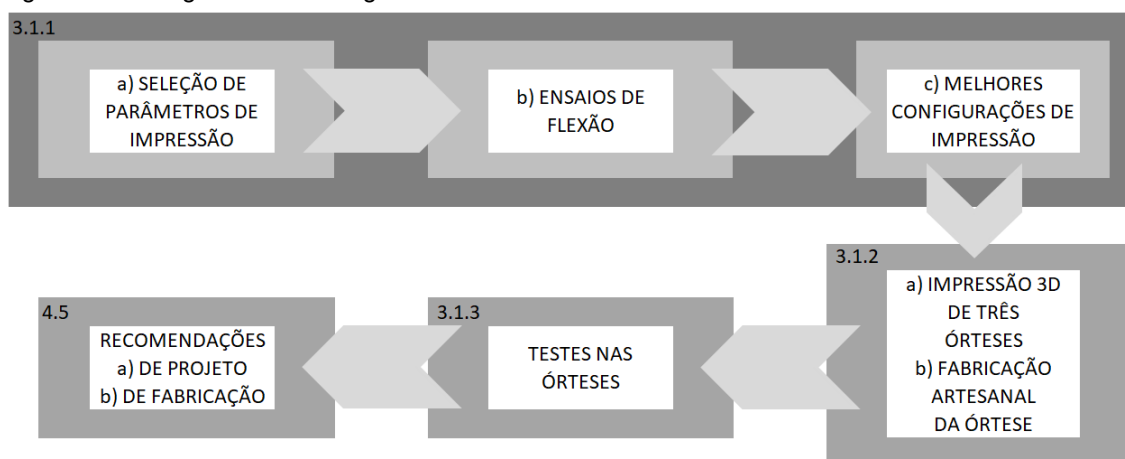 3.1.1
a) SELEÇÃO DE
PARÂMETROS DE
IMPRESSÃO
b) ENSAIOS DE
FLEXÃO
c) MELHORES
CONFIGURAÇÕES DE
IMPRESSÃO
3.1.2
a) IMPRESSÃO 3D
DE TRÊS
ÓRTESES
b) FABRICAÇÃO
ARTESANAL
DA ÓRTESE
3.1.3
TESTES NAS
ÓRTESES
4.5
RECOMENDAÇÕES
a) DE PROJETO
b) DE FABRICAÇÃO